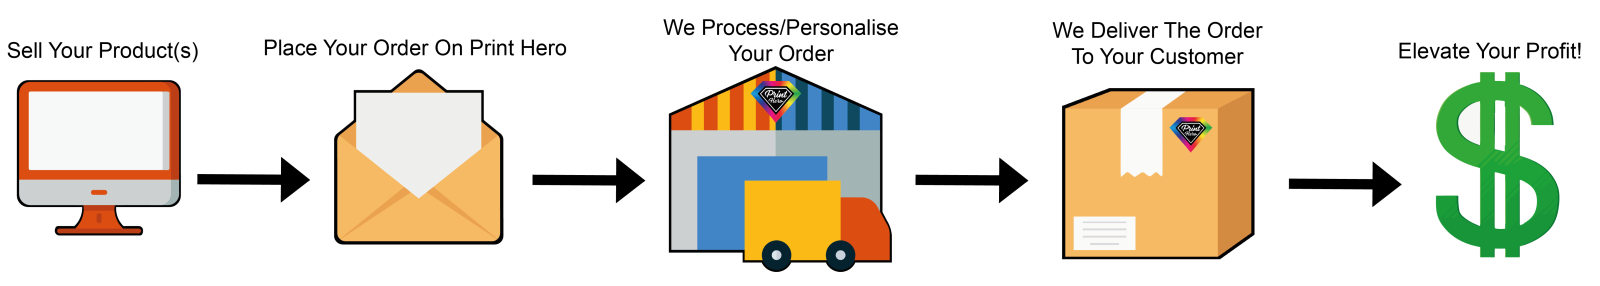 Sell Your Product(s)
Place Your Order On Print Hero
We Process/Personalise
Your Order
Print
Hero
We Deliver The Order
To Your Customer
Print
Hero
Elevate Your Profit!